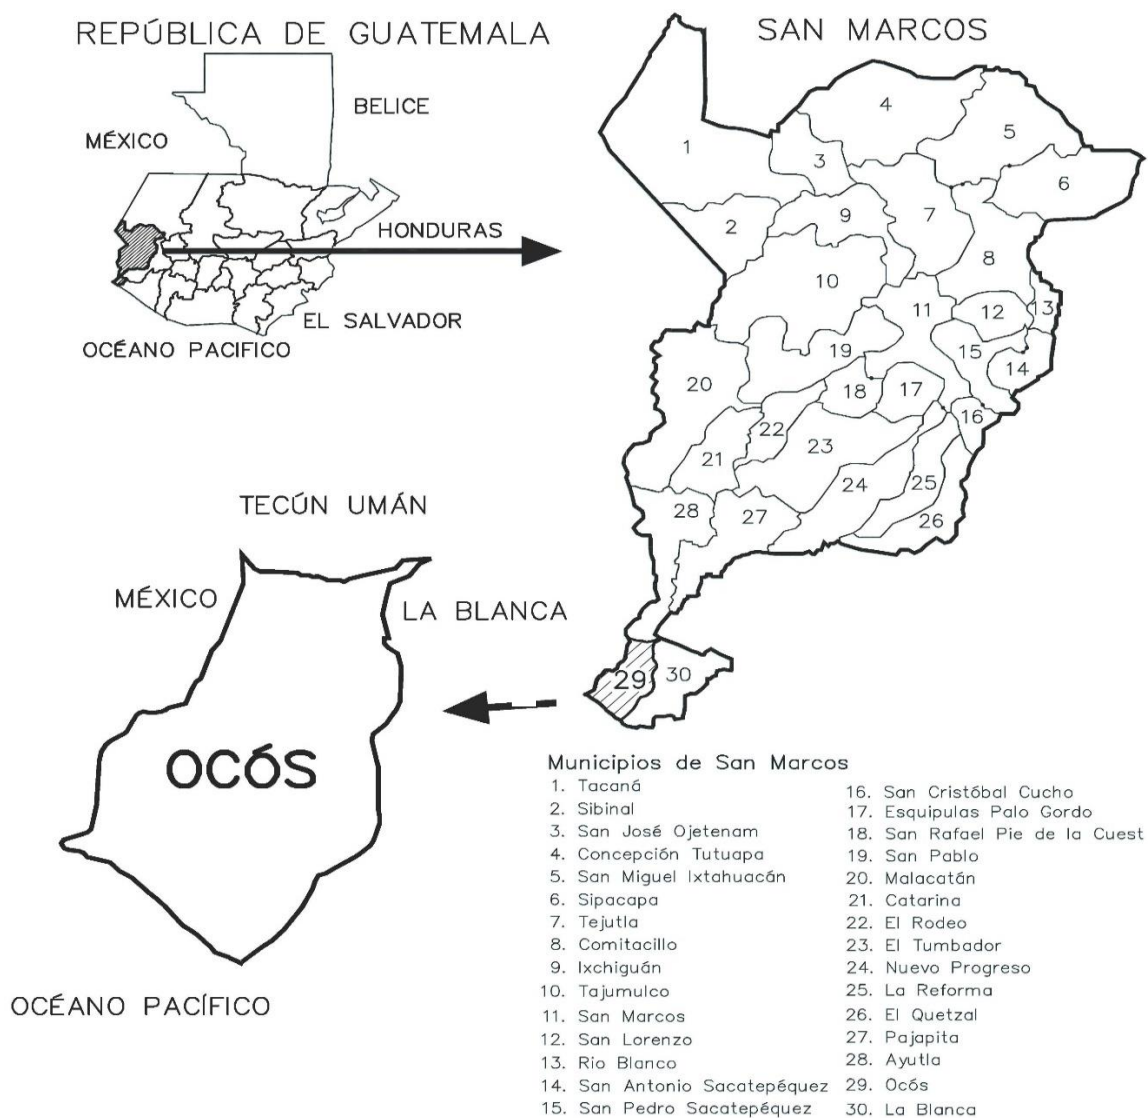 REPÚBLICA DE GUATEMALA
BELICE
MÉXICO
HONDURAS
EL SALVADOR
OCÉANO PACIFICO
SAN MARCOS
1
2
3
4
5
6
7
8
9
10
11
12
13
14
15
16
17
18
19
20
21
22
23
24
25
26
27
28
29
30
TECÚN UMÁN
MÉXICO
LA BLANCA
OCÓS
OCÉANO PACÍFICO
Municipios de San Marcos
1. Tacaná
2. Sibinal
3. San José Ojetenam
4. Concepción Tutuapa
5. San Miguel Ixtahuacán
6. Sipacapa
7. Tejutla
8. Comitacillo
9. Ixchiguán
10. Tajumulco
11. San Marcos
12. San Lorenzo
13. Rio Blanco
14. San Antonio Sacatepéquez
15. San Pedro Sacatepéquez
16. San Cristóbal Cucho
17. Esquipulas Palo Gordo
18. San Rafael Pie de la Cuest
19. San Pablo
20. Malacatán
21. Catarina
22. El Rodeo
23. El Tumbador
24. Nuevo Progreso
25. La Reforma
26. El Quetzal
27. Pajapita
28. Ayutla
29. Ocós
30. La Blanca